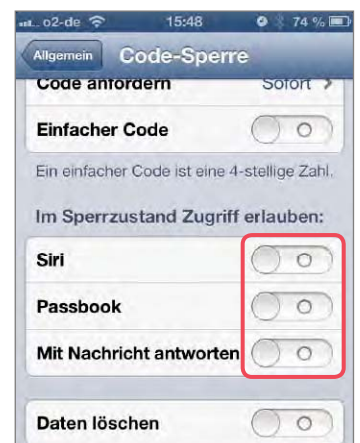 o2-de 15:48 74 %
Allgemein Code-Sperre
Code anfordern Sofort
Einfacher Code
Ein einfacher Code ist eine 4-stellige Zahl.
Im Sperrzustand Zugriff erlauben:
Siri
Passbook
Mit Nachricht antworten
Daten löschen